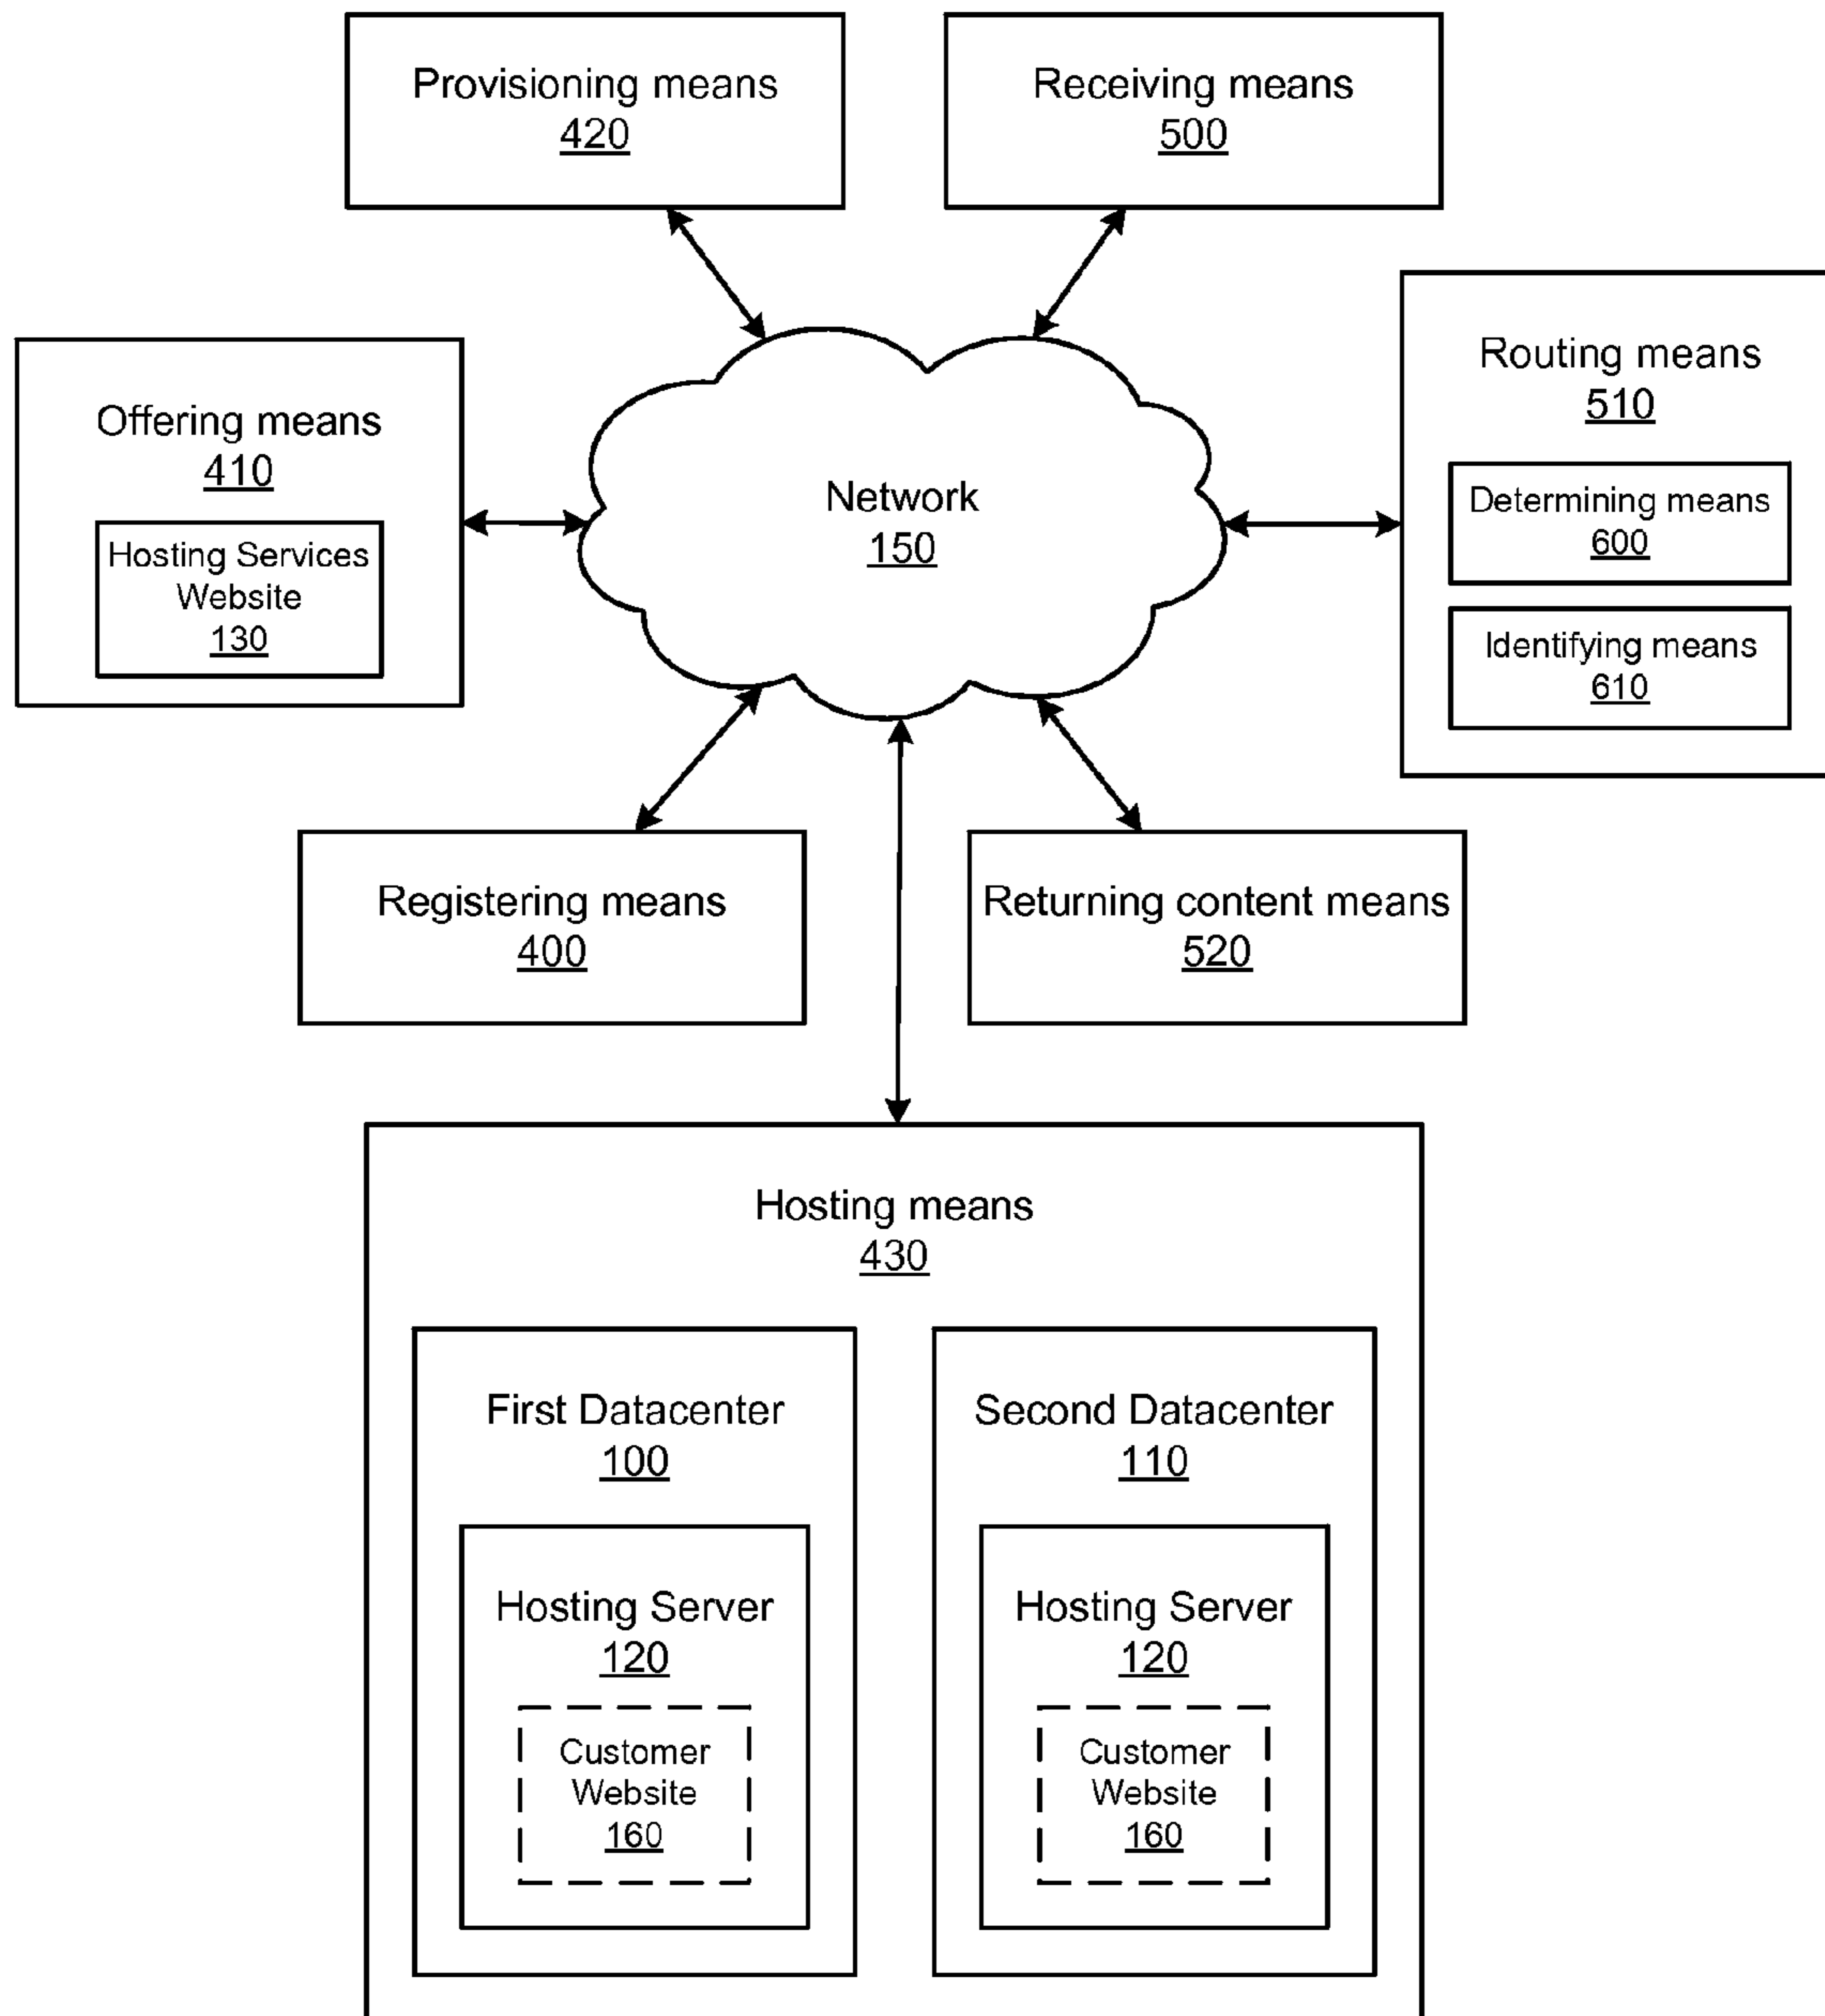 Provisioning means
420
Receiving means
500
Offering means
410
Hosting Services
Website
130
Network
150
Routing means
510
Determining means
600
Identifying means
610
Registering means
400
Returning content means
520
Hosting means
430
First Datacenter
100
Hosting Server
120
Customer
Website
160
Second Datacenter
110
Hosting Server
120
Customer
Website
160